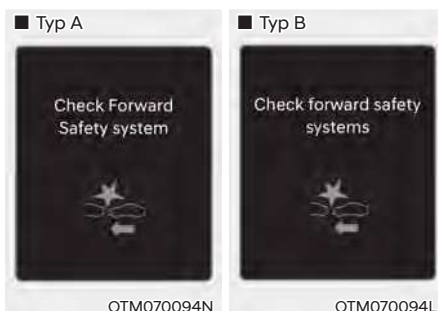 ■ Typ A
Check Forward
Safety system
OTM070094N
■ Typ B
Check forward safety
systems
OTM070094L